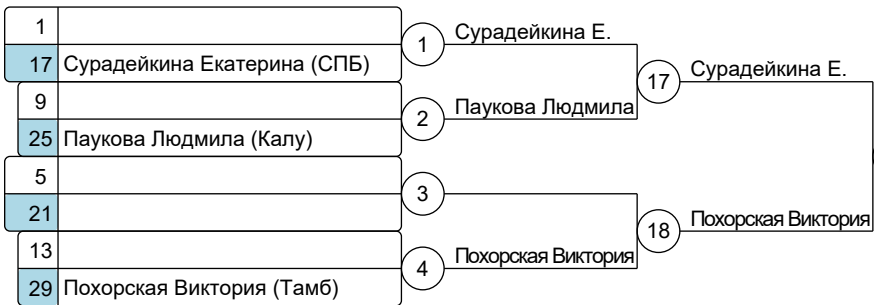 1
1 Сурадейкина Е.
17 Сурадейкина Екатерина (СПБ)
17 Сурадейкина Е.
9
2 Паукова Людмила
25 Паукова Людмила (Калу)
5
3
21
18 Похорская Виктория
13
4 Похорская Виктория
29 Похорская Виктория (Тамб)